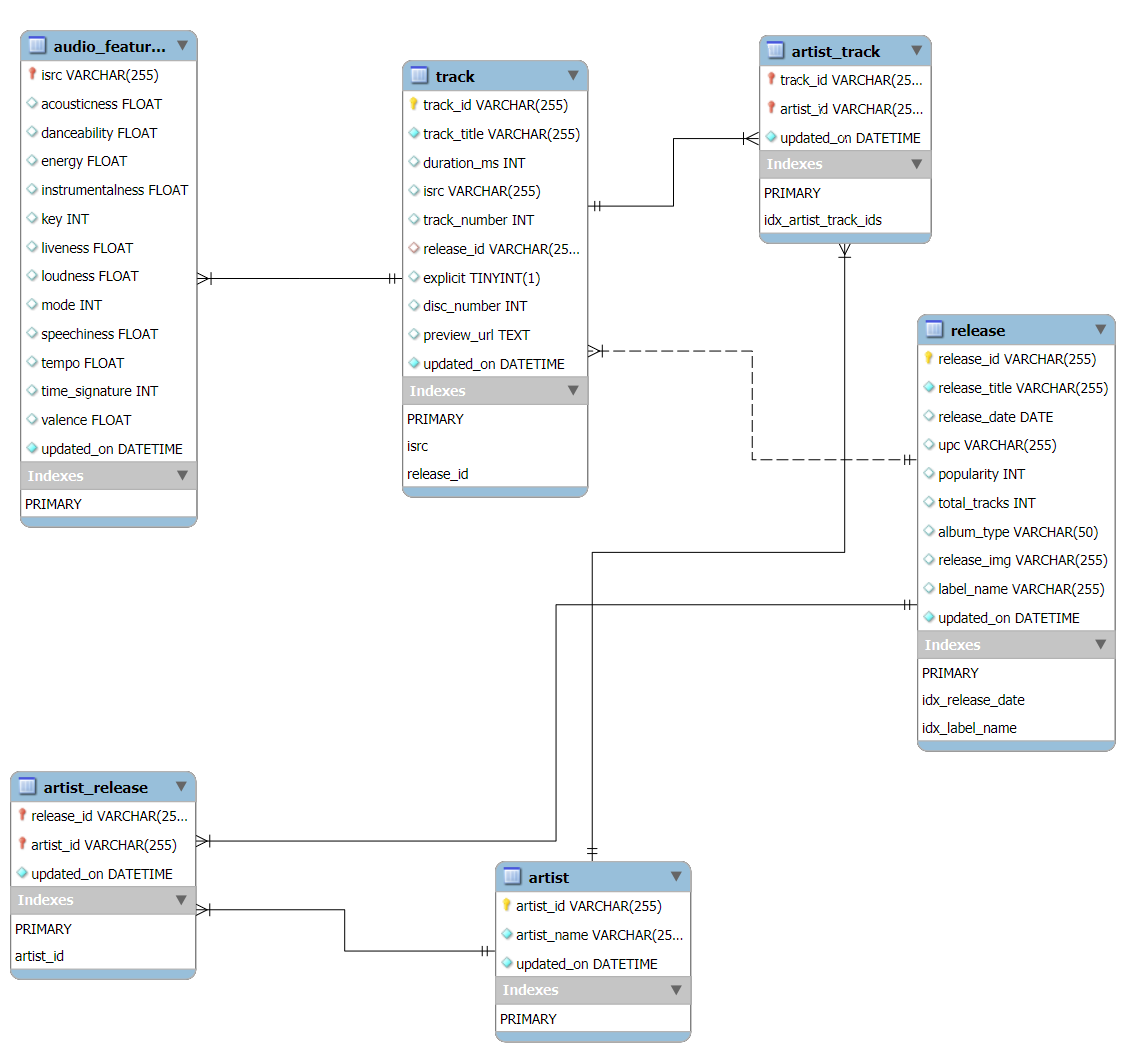 audio_featur...
isrc VARCHAR(255)
acousticness FLOAT
danceability FLOAT
energy FLOAT
instrumentalness FLOAT
key INT
liveness FLOAT
loudness FLOAT
mode INT
speechiness FLOAT
tempo FLOAT
time_signature INT
valence FLOAT
updated_on DATETIME
Indexes
PRIMARY
track
track_id VARCHAR(255)
track_title VARCHAR(255)
duration_ms INT
isrc VARCHAR(255)
track_number INT
release_id VARCHAR(25...
explicit TINYINT(1)
disc_number INT
preview_url TEXT
updated_on DATETIME
Indexes
PRIMARY
isrc
release_id
artist_track
track_id VARCHAR(25...
artist_id VARCHAR(25...
updated_on DATETIME
Indexes
PRIMARY
idx_artist_track_ids
release
release_id VARCHAR(255)
release_title VARCHAR(255)
release_date DATE
upc VARCHAR(255)
popularity INT
total_tracks INT
album_type VARCHAR(50)
release_img VARCHAR(255)
label_name VARCHAR(255)
updated_on DATETIME
Indexes
PRIMARY
idx_release_date
idx_label_name
artist_release
release_id VARCHAR(25...
artist_id VARCHAR(255)
updated_on DATETIME
Indexes
PRIMARY
artist_id
artist
artist_id VARCHAR(255)
artist_name VARCHAR(25...
updated_on DATETIME
Indexes
PRIMARY